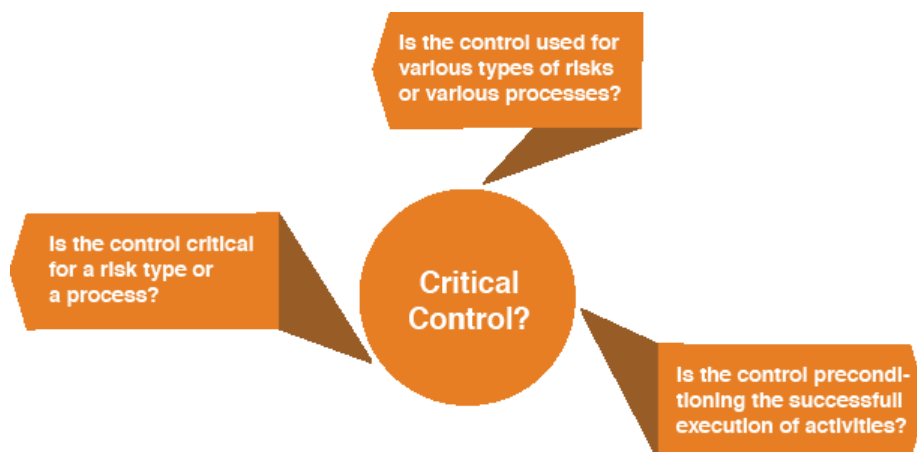 Is the control used for
various types of risks
or various processes?
Is the control critical
for a risk type or
a process?
Critical
Control?
Is the control precondi-
tioning the successfull
execution of activities?